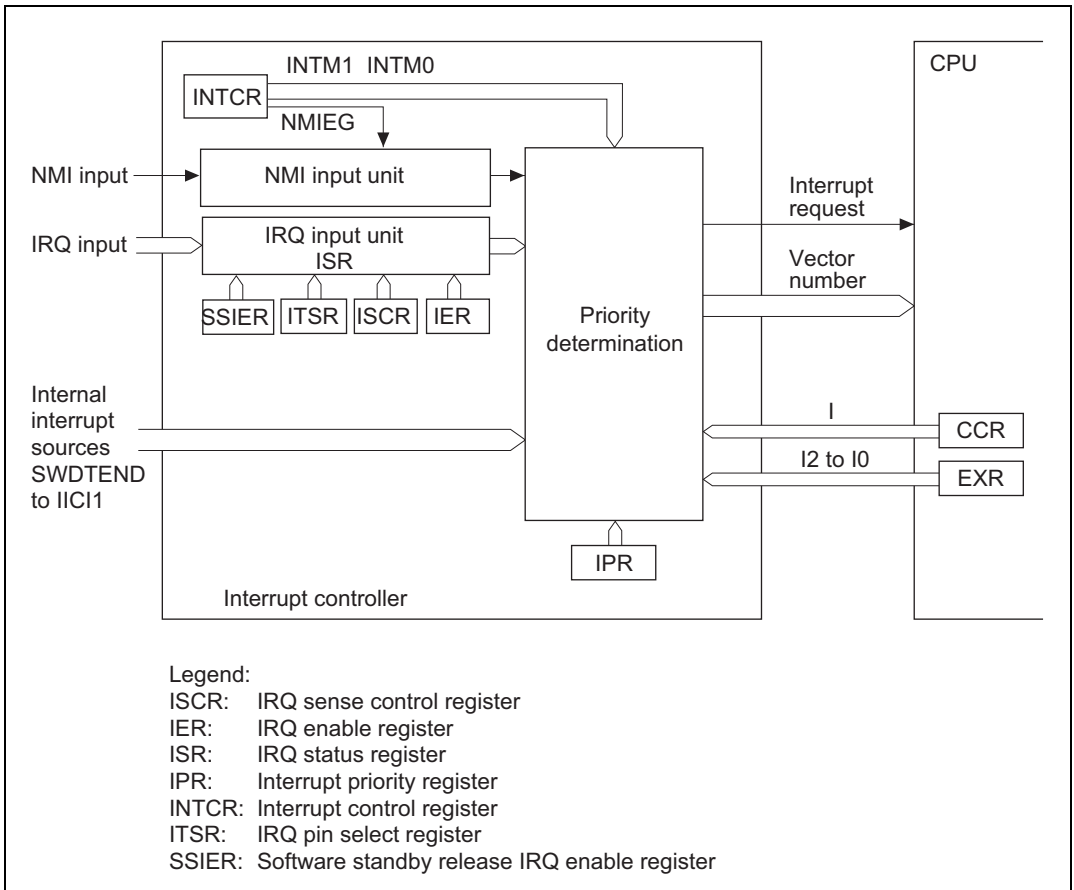 INTM1 INTM0
CPU
INTCR
NMIEG
NMI input
NMI input unit
Interrupt
request
IRQ input
IRQ input unit
ISR
Vector
number
SSIER
ITSR
ISCR
IER
Priority
determination
Internal
interrupt
sources
SWDTEND
to IICI1
I
CCR
I2 to I0
EXR
IPR
Interrupt controller
Legend:
ISCR: IRQ sense control register
IER: IRQ enable register
ISR: IRQ status register
IPR: Interrupt priority register
INTCR: Interrupt control register
ITSR: IRQ pin select register
SSIER: Software standby release IRQ enable register